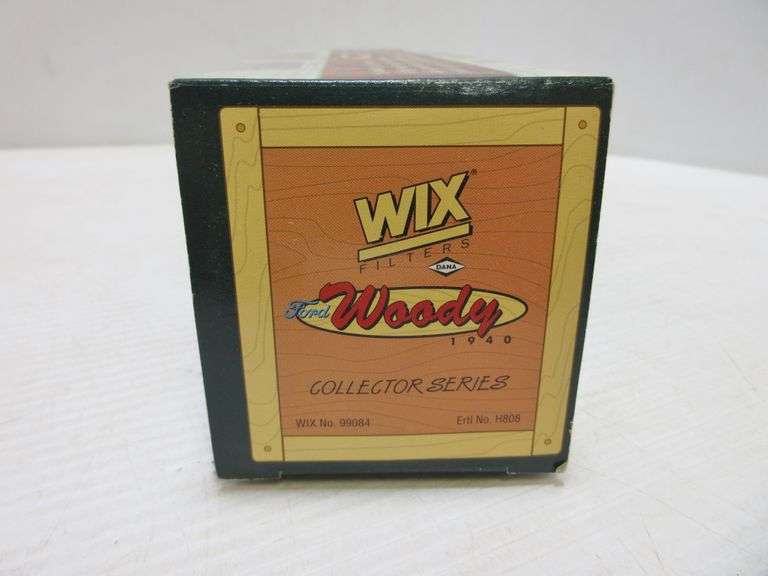 WIX®
FILTERS
DANA
Ford Woody
1940
COLLECTOR SERIES
WIX No. 99084 Ertl No. H808